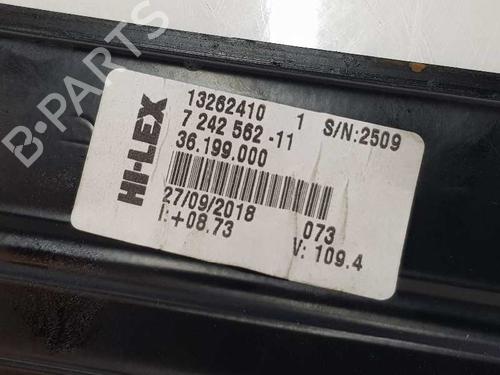 B-PARTS
HI-LEX
13262410 1 S/N:2509
7 242 562 -11
36.199.000
27/09/2018 073
I:+08.73 V: 109.4